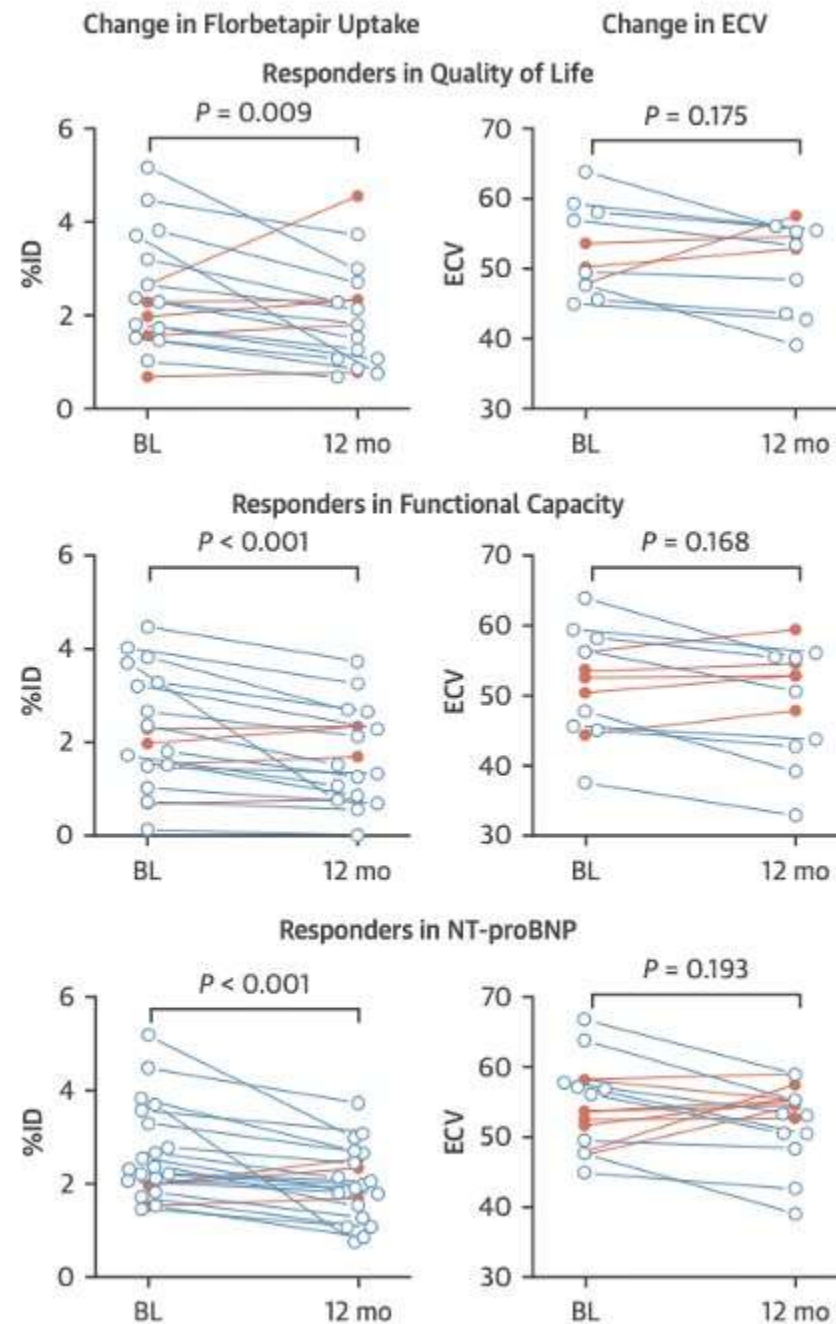 Change in Florbetapir Uptake
Change in ECV
Responders in Quality of Life
P = 0.009
6
4
2
0
%ID
BL
12 mo
P = 0.175
70
60
50
40
30
ECV
BL
12 mo
Responders in Functional Capacity
P < 0.001
6
4
2
0
%ID
BL
12 mo
P = 0.168
70
60
50
40
30
ECV
BL
12 mo
Responders in NT-proBNP
P < 0.001
6
4
2
0
%ID
BL
12 mo
P = 0.193
70
60
50
40
30
ECV
BL
12 mo